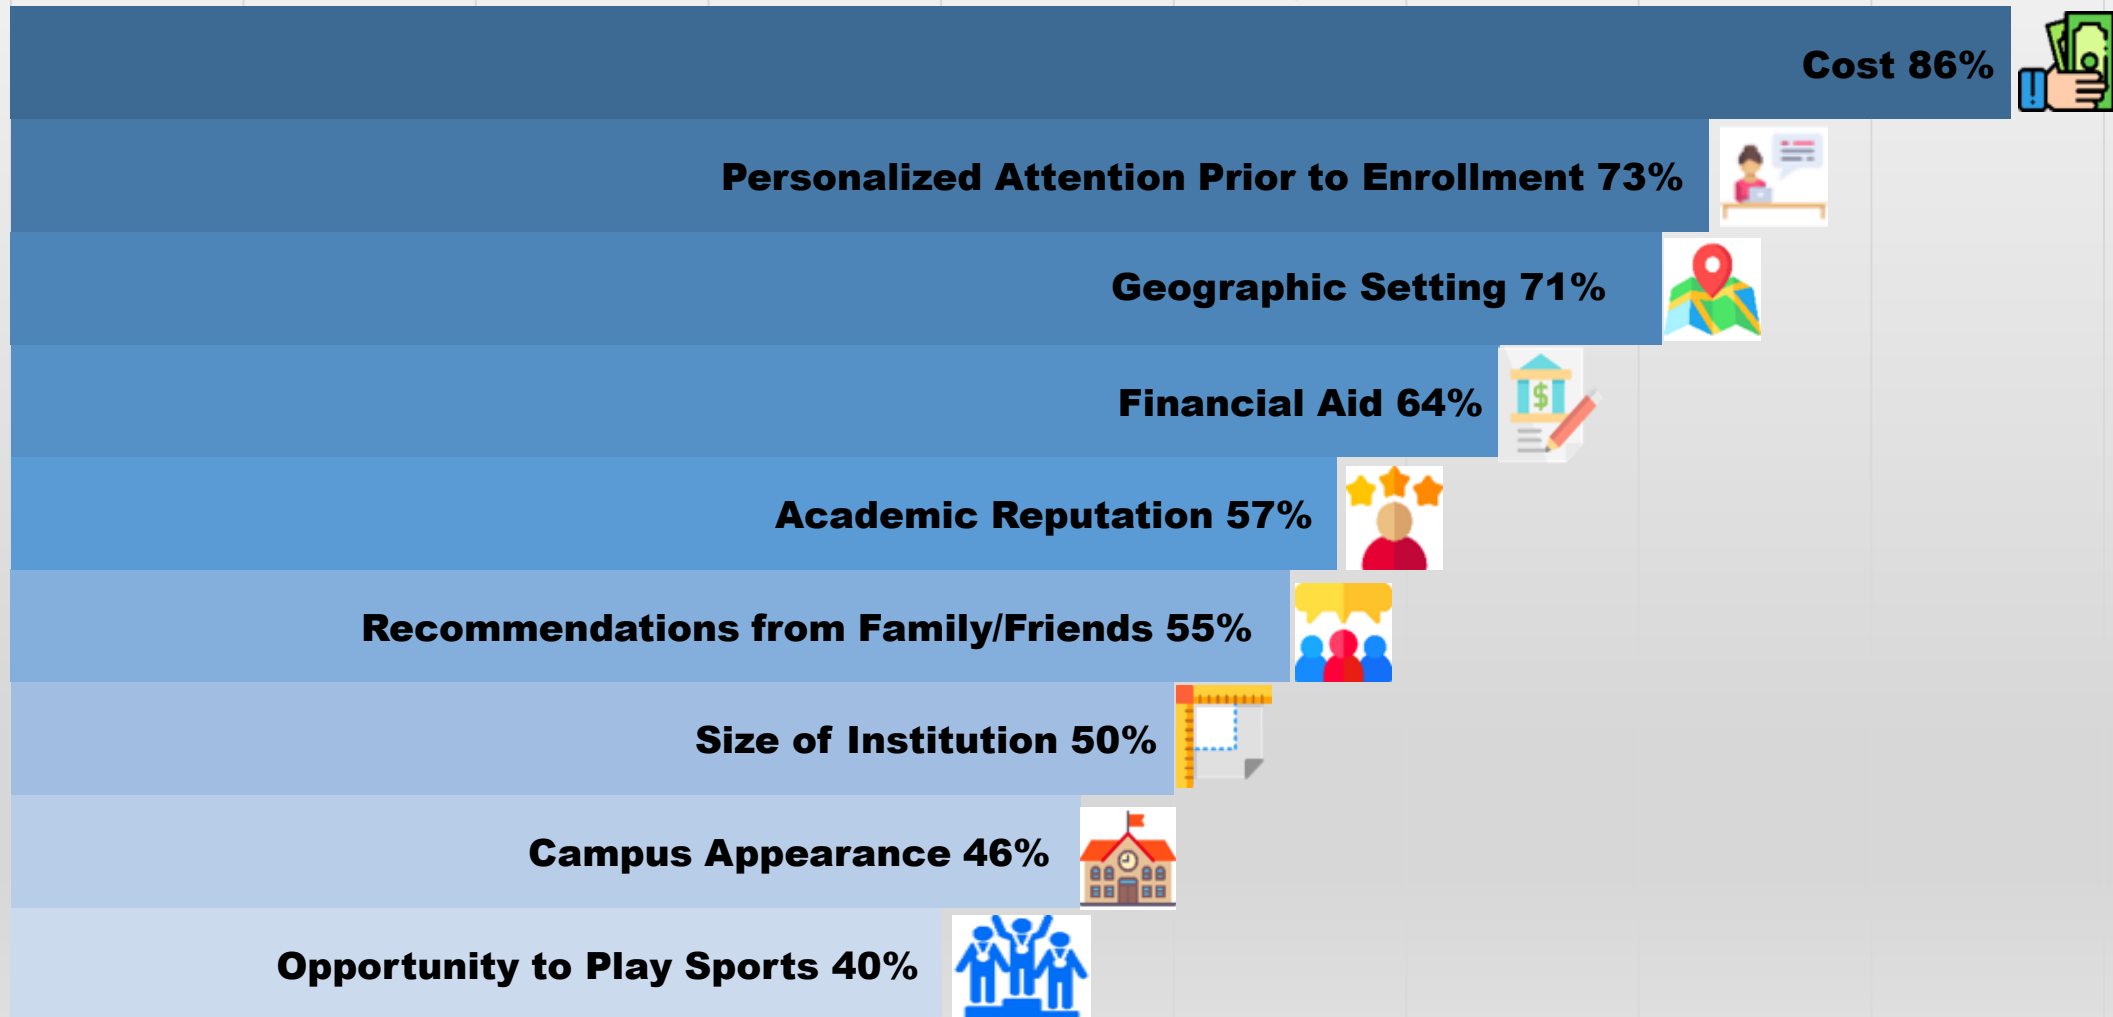 Cost 86%
Personalized Attention Prior to Enrollment 73%
Geographic Setting 71%
Financial Aid 64%
Academic Reputation 57%
Recommendations from Family/Friends 55%
Size of Institution 50%
Campus Appearance 46%
Opportunity to Play Sports 40%